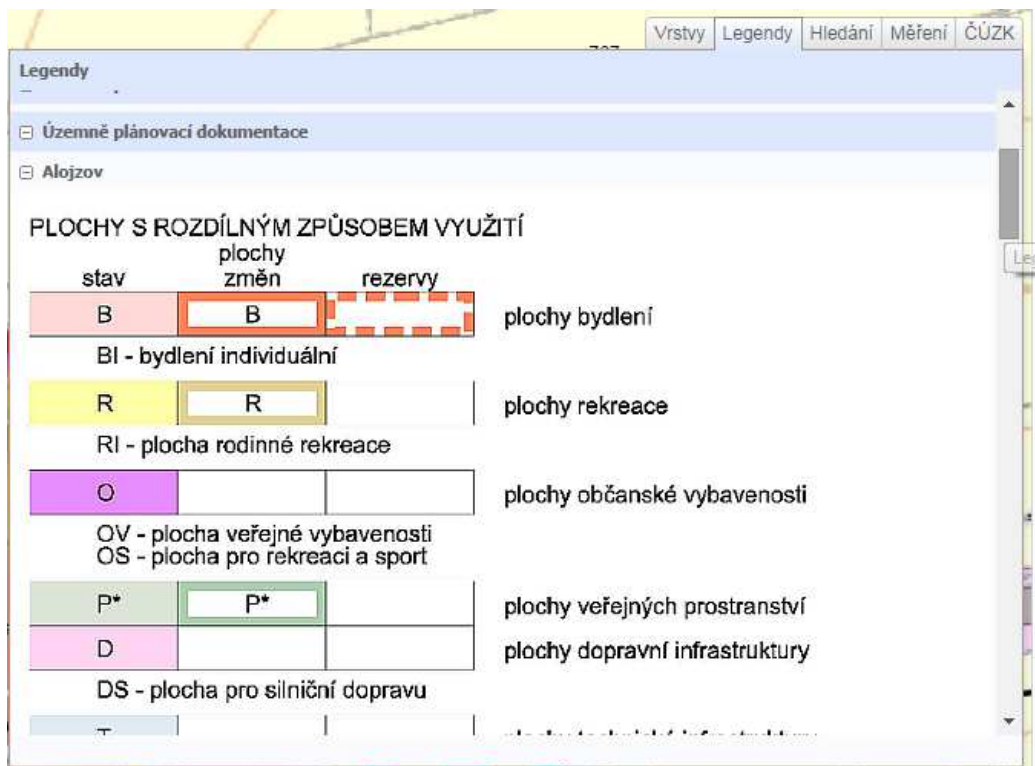 Vrstvy Legendy Hledání Měření ČÚZK
Legendy
Územně plánovací dokumentace
Alojzov
PLOCHY S ROZDÍLNÝM ZPŮSOBEM VYUŽITÍ
stav plochy změn rezervy
B B plochy bydlení
BI - bydlení individuální
R R plochy rekreace
RI - plocha rodinné rekreace
O plochy občanské vybavenosti
OV - plocha veřejné vybavenosti
OS - plocha pro rekreaci a sport
P* P* plochy veřejných prostranství
D plochy dopravní infrastruktury
DS - plocha pro silniční dopravu